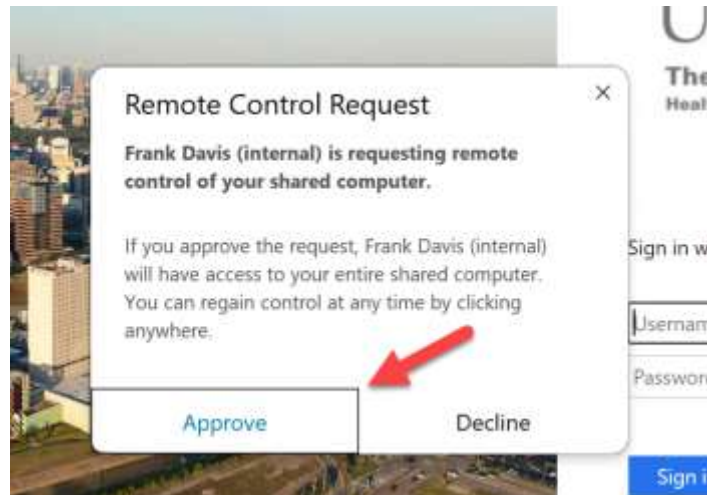 U
The
Heal
Remote Control Request
Frank Davis (internal) is requesting remote
control of your shared computer.
If you approve the request, Frank Davis (internal)
will have access to your entire shared computer.
You can regain control at any time by clicking
anywhere.
Approve
Decline
Sign in w
Usernam
Passwor
Sign i